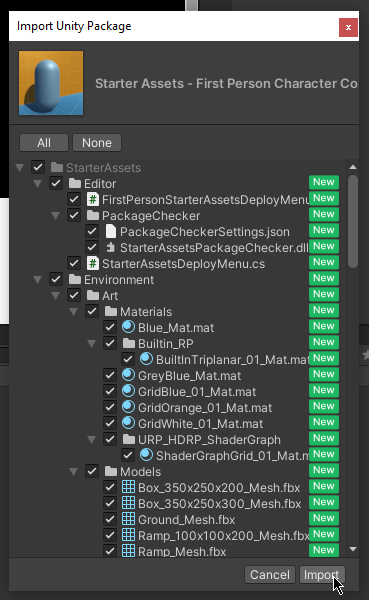 Import Unity Package
x
Starter Assets - First Person Character Co
All None
StarterAssets
Editor New
FirstPersonStarterAssetsDeployMenu New
PackageChecker New
PackageCheckerSettings.json New
StarterAssetsPackageChecker.dll New
StarterAssetsDeployMenu.cs New
Environment New
Art New
Materials New
Blue_Mat.mat New
Builtin_RP New
BuiltInTriplanar_01_Mat.mat New
GreyBlue_Mat.mat New
GridBlue_01_Mat.mat New
GridOrange_01_Mat.mat New
GridWhite_01_Mat.mat New
URP_HDRP_ShaderGraph New
ShaderGraphGrid_01_Mat.m New
Models New
Box_350x250x200_Mesh.fbx New
Box_350x250x300_Mesh.fbx New
Ground_Mesh.fbx New
Ramp_100x100x200_Mesh.fbx New
Ramp_Mesh.fbx New
Cancel Import